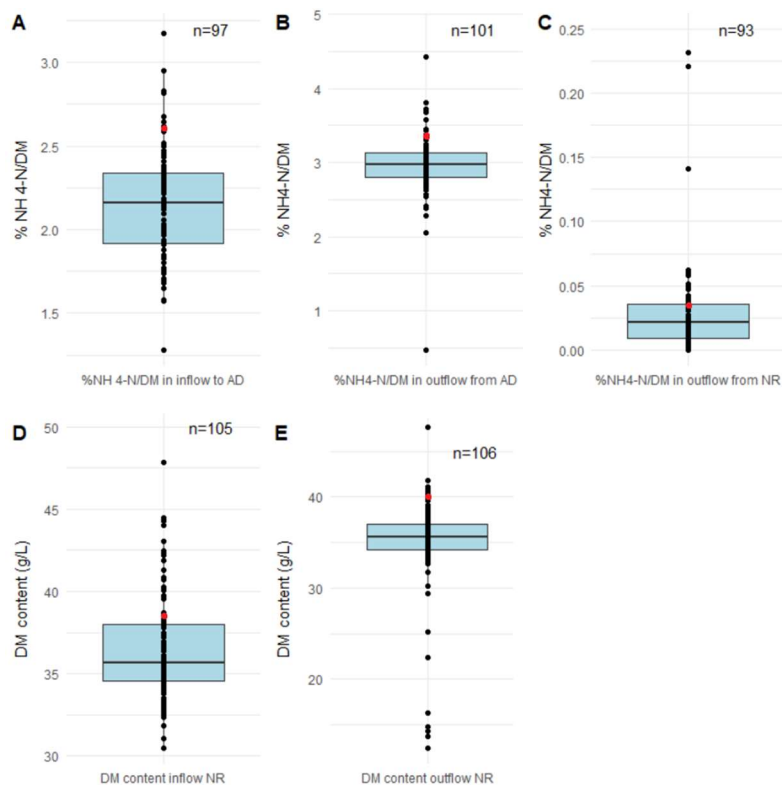 A
n=97
3.0
2.5
2.0
1.5
% NH 4-N/DM
%NH 4-N/DM in inflow to AD
B
n=101
5
4
3
2
1
% NH4-N/DM
%NH4-N/DM in outflow from AD
C
n=93
0.25
0.20
0.15
0.10
0.05
0.00
% NH4-N/DM
%NH4-N/DM in outflow from NR
D
n=105
50
45
40
35
30
DM content (g/L)
DM content inflow NR
E
n=106
40
30
20
DM content (g/L)
DM content outflow NR